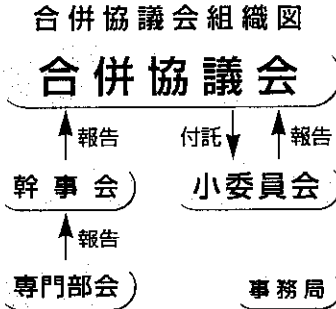 合併協議会組織図
合併協議会
報告
付託
報告
幹事会
小委員会
報告
専門部会
事務局